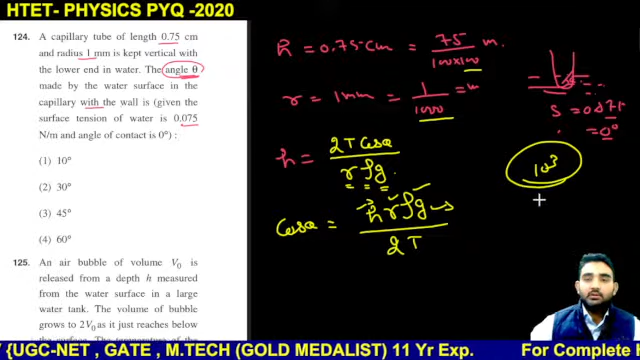 HTET- PHYSICS PYQ -2020
124. A capillary tube of length 0.75 cm
and radius 1 mm is kept vertical with
the lower end in water. The angle θ
made by the water surface in the
capillary with the wall is (given the
surface tension of water is 0.075
N/m and angle of contact is 0°) :
(1) 10°
(2) 30°
(3) 45°
(4) 60°
125. An air bubble of volume V₀ is
released from a depth h measured
from the water surface in a large
water tank. The volume of bubble
grows to 2V₀ as it just reaches below
h = 0.75 cm = 75/100×100 m.
r = 1 mm = 1/1000 m
h = 2T cosα / rρg
cosα = hrρg / 2T
= 0°
10³
Y {UGC-NET , GATE , M.TECH (GOLD MEDALIST) 11 Yr Exp.
For Complete